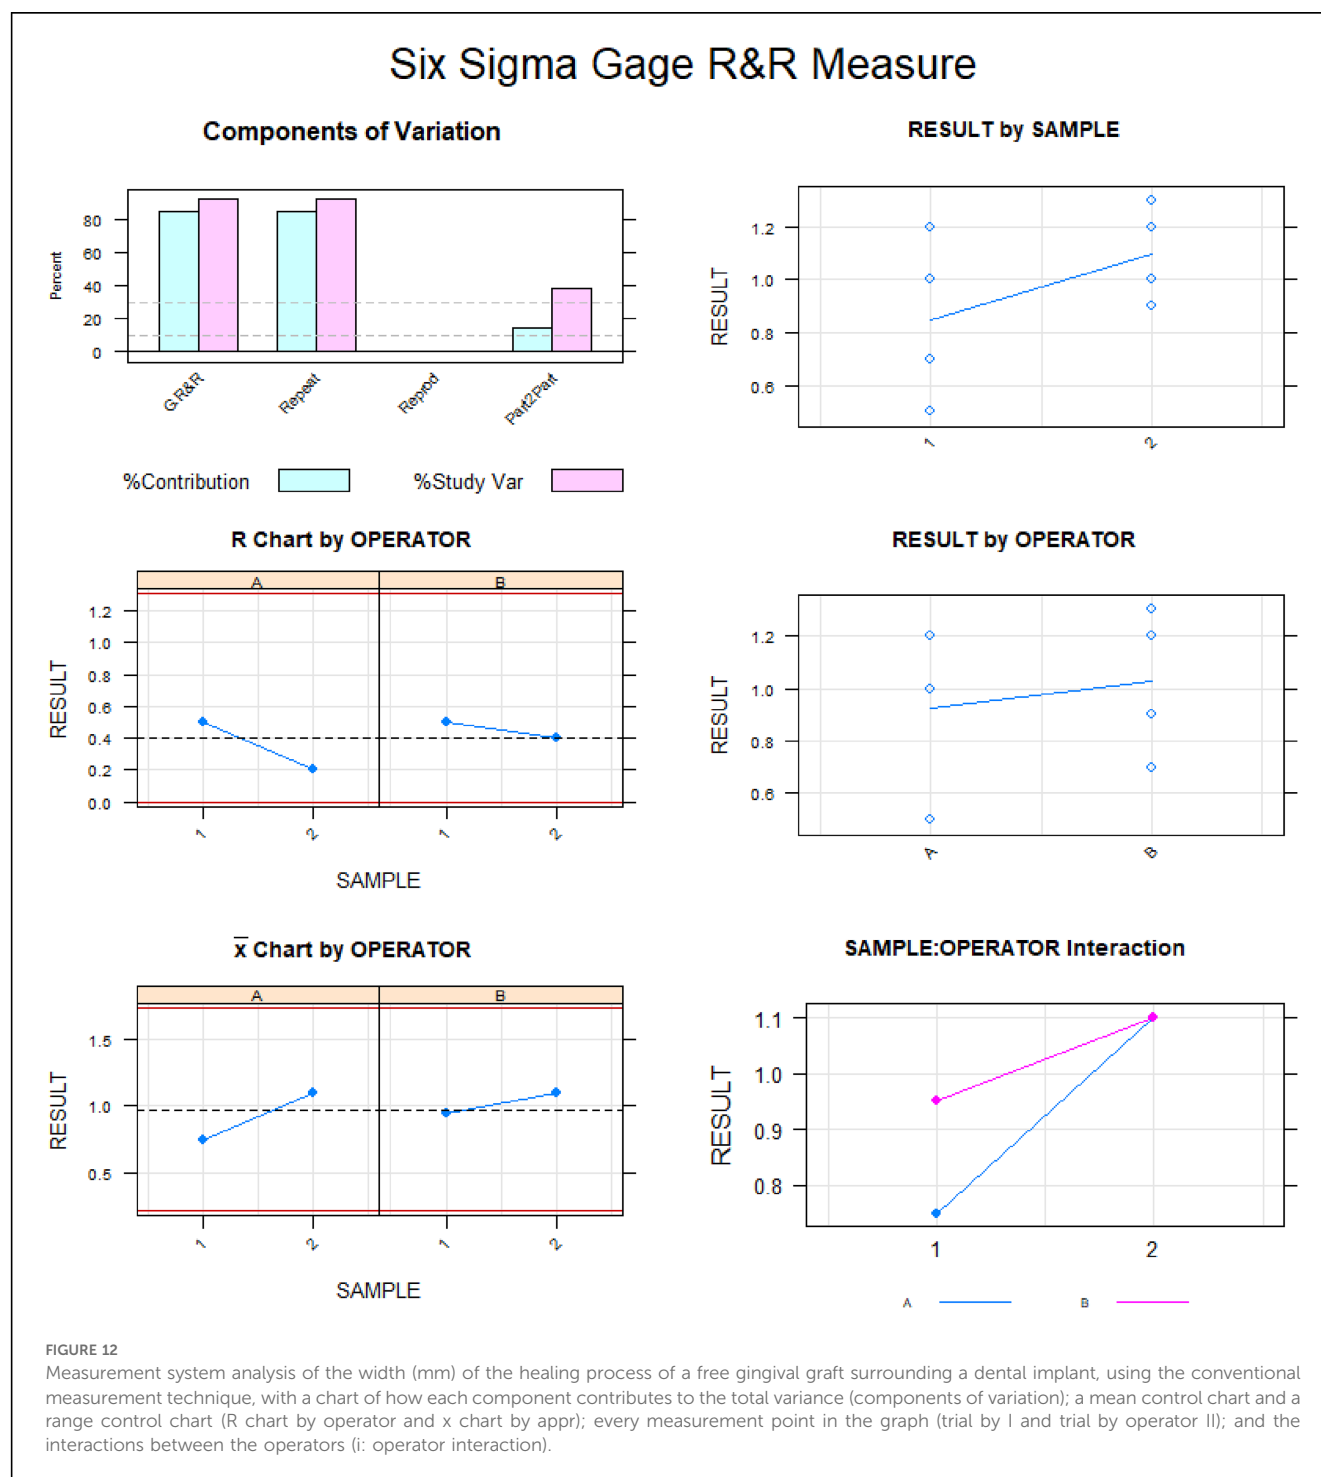 Six Sigma Gage R&R Measure
Components of Variation
Percent
80
60
40
20
0
G.R&R
Repeat
Reprod
Part2Part
%Contribution
%Study Var
RESULT by SAMPLE
RESULT
1.2
1.0
0.8
0.6
1
2
R Chart by OPERATOR
A
B
RESULT
1.2
1.0
0.8
0.6
0.4
0.2
0.0
1
2
1
2
SAMPLE
RESULT by OPERATOR
RESULT
1.2
1.0
0.8
0.6
A
B
x̅ Chart by OPERATOR
A
B
RESULT
1.5
1.0
0.5
1
2
1
2
SAMPLE
SAMPLE:OPERATOR Interaction
RESULT
1.1
1.0
0.9
0.8
1
2
A
B
FIGURE 12
Measurement system analysis of the width (mm) of the healing process of a free gingival graft surrounding a dental implant, using the conventional
measurement technique, with a chart of how each component contributes to the total variance (components of variation); a mean control chart and a
range control chart (R chart by operator and x chart by appr); every measurement point in the graph (trial by I and trial by operator II); and the
interactions between the operators (i: operator interaction).